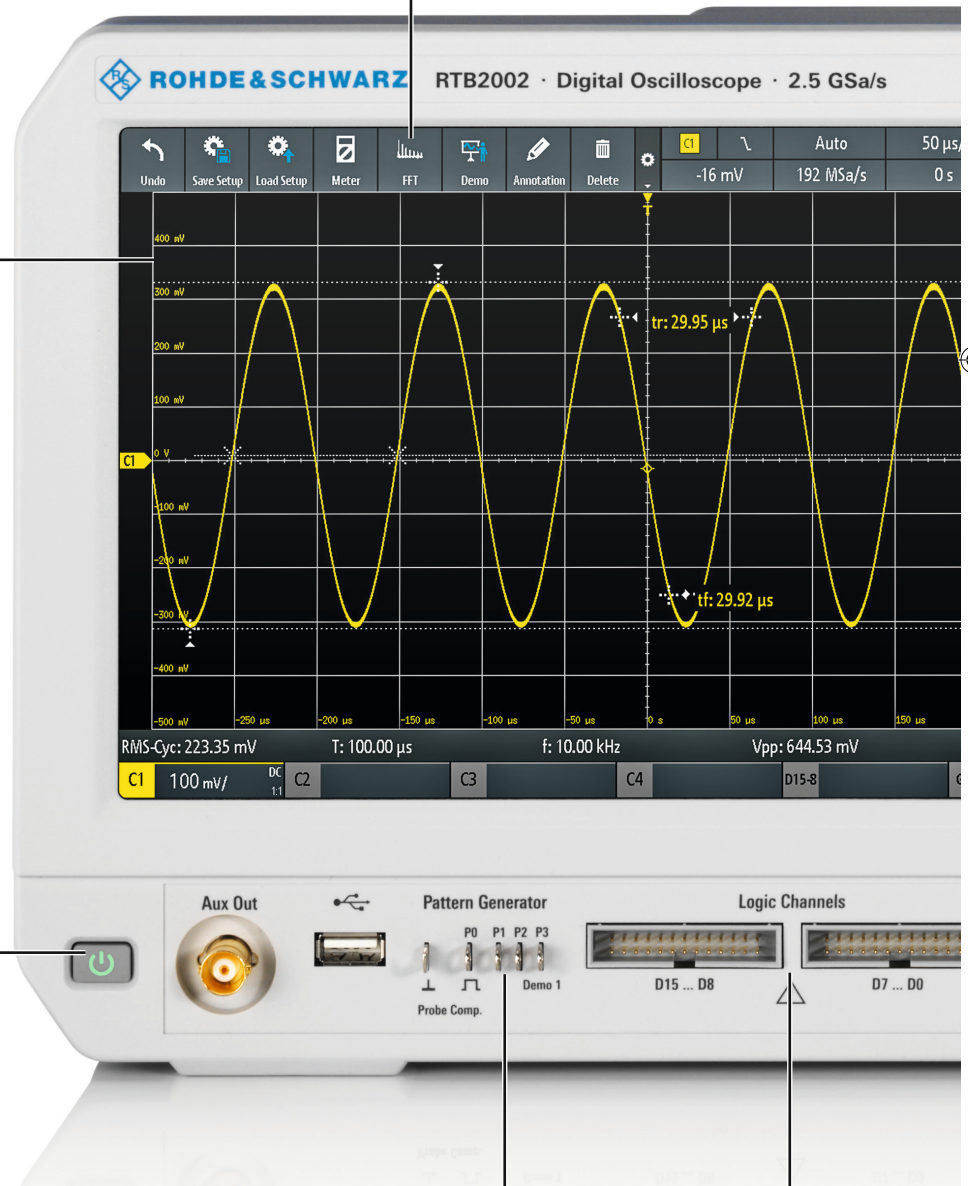 R&S ROHDE & SCHWARZ RTB2002 · Digital Oscilloscope · 2.5 GSa/s
C1 Auto 50 µs/
Undo Save Setup Load Setup Meter FFT Demo Annotation Delete -16 mV 192 MSa/s 0 s
T
400 mV
300 mV
tr: 29.95 µs
200 mV
100 mV
0 V
C1
-100 mV
-200 mV
tf: 29.92 µs
-300 mV
-400 mV
-500 mV -250 µs -200 µs -150 µs -100 µs -50 µs 0 s 50 µs 100 µs 150 µs
RMS-Cyc: 223.35 mV T: 100.00 µs f: 10.00 kHz Vpp: 644.53 mV
C1 100 mV/ DC 1:1 C2 C3 C4 D15-8
Aux Out Pattern Generator Logic Channels
P0 P1 P2 P3
Demo 1 D15 ... D8 D7 ... D0
Probe Comp.